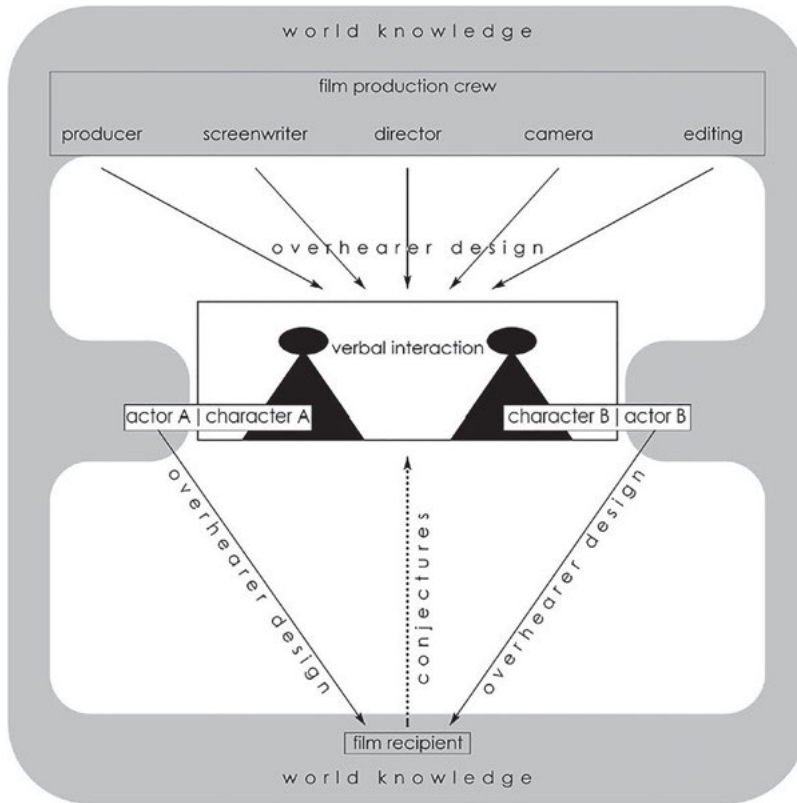 world knowledge
film production crew
producer screenwriter director camera editing
overhearer design
verbal interaction
actor A | character A character B | actor B
overhearer design
conjectures
overhearer design
film recipient
world knowledge